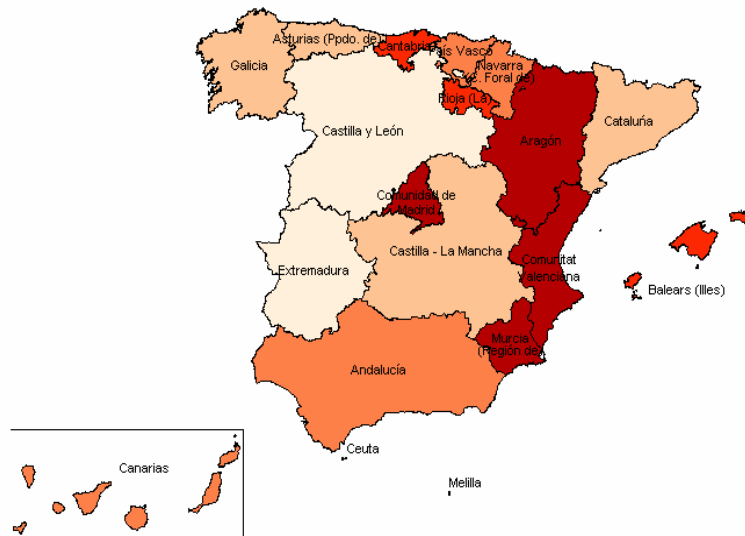 Asturias (Ppdo. de)
Cantabria
País Vasco
Galicia
Navarra
(C. Foral de)
Rioja (La)
Cataluña
Castilla y León
Aragón
Comunidad de
Madrid
Castilla - La Mancha
Comunitat
Valenciana
Extremadura
Balears (Illes)
Murcia
(Región de)
Andalucía
Ceuta
Canarias
Melilla